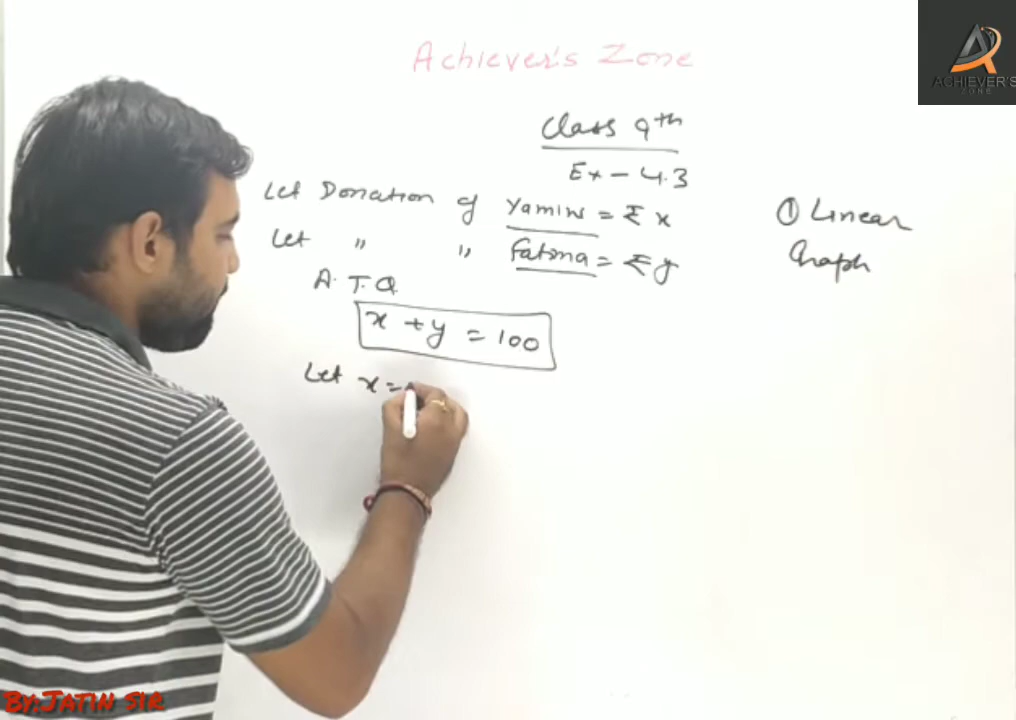 Achiever's Zone
ACHIEVER'S
ZONE
Class 9th
Ex - 4.3
Let Donation of Yamini = ₹ x
Let " " Fatima = ₹ y
A.T.Q
x + y = 100
Let x =
① Linear
Graph
BY:JATIN SIR